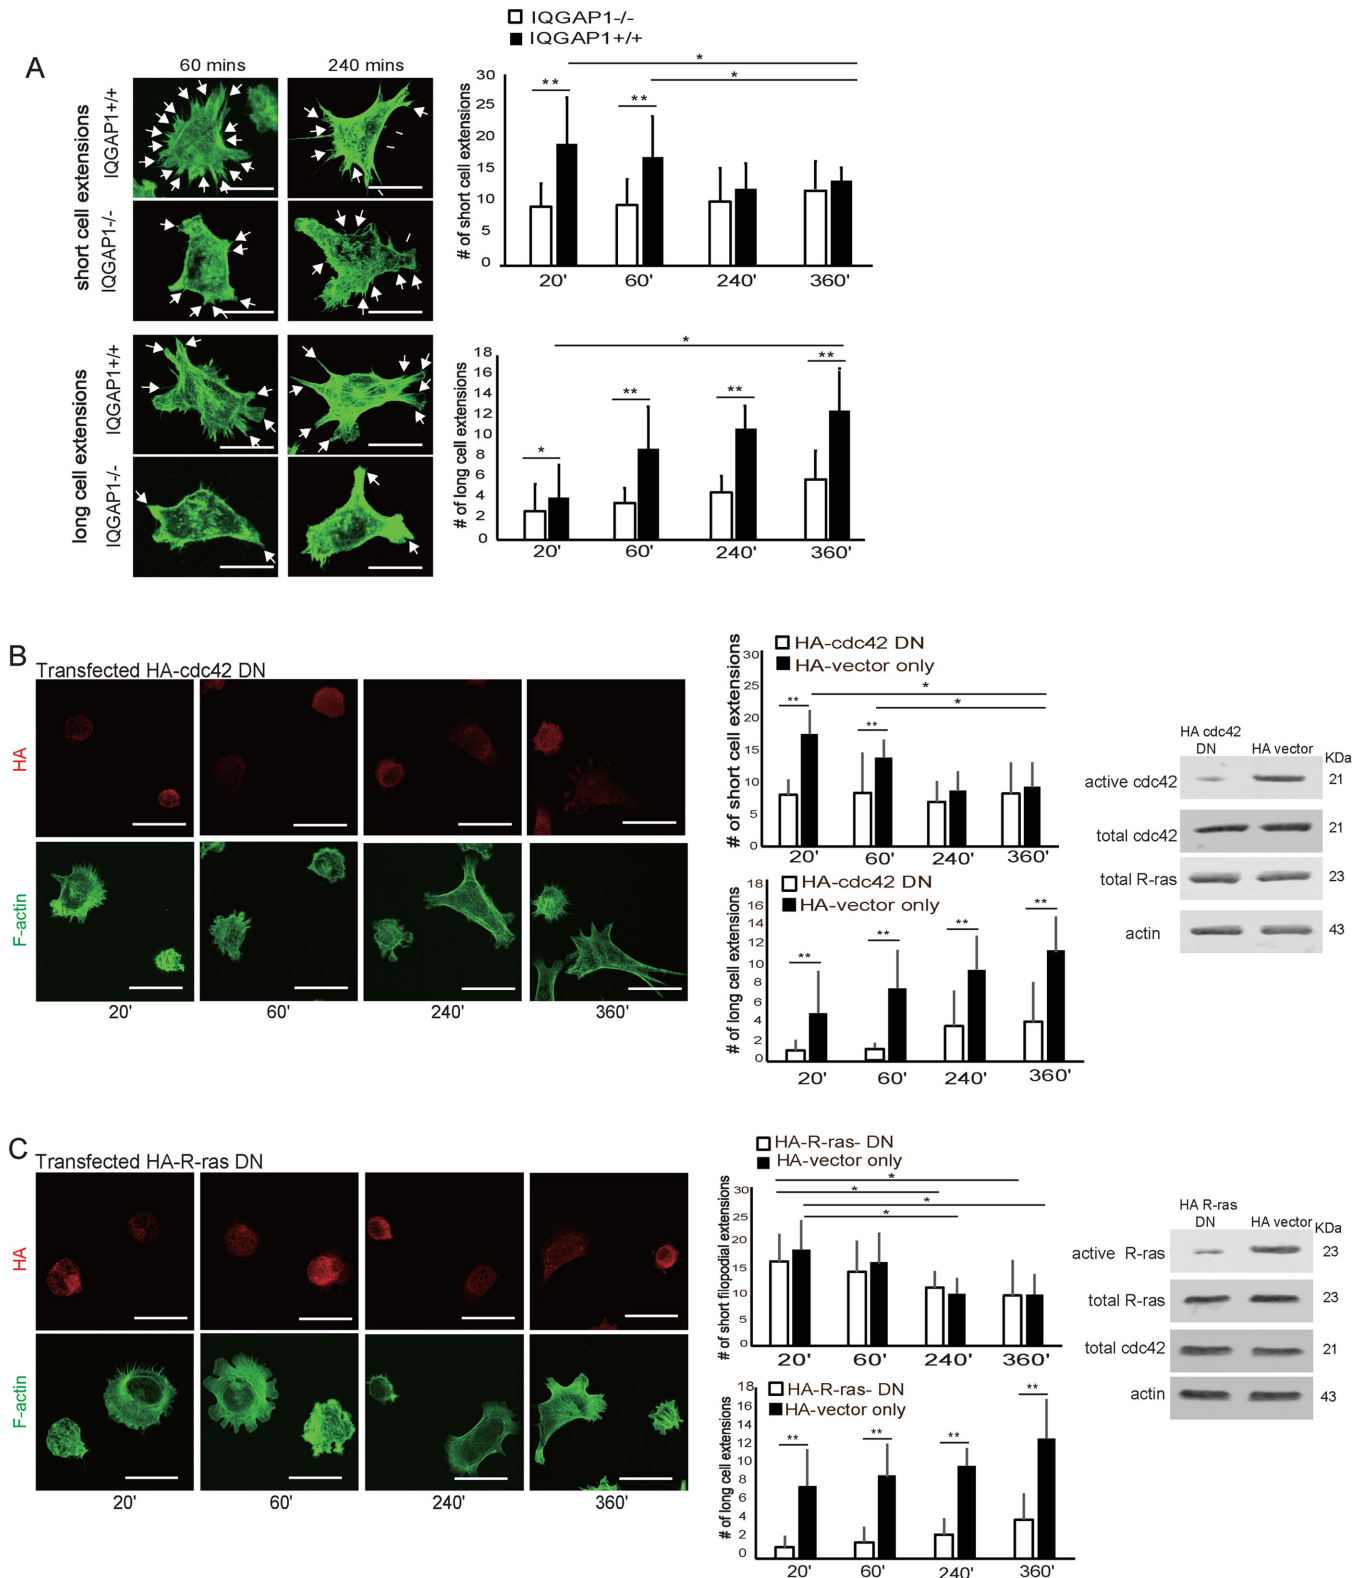 A
60 mins
240 mins
short cell extensions
IQGAP1+/+
IQGAP1-/-
long cell extensions
IQGAP1+/+
IQGAP1-/-
IQGAP1-/-
IQGAP1+/+
# of short cell extensions
30
25
20
15
10
5
0
** ** * *
20' 60' 240' 360'
# of long cell extensions
18
16
14
12
10
8
6
4
2
0
* ** ** ** *
20' 60' 240' 360'
B
Transfected HA-cdc42 DN
HA
F-actin
20' 60' 240' 360'
HA-cdc42 DN
HA-vector only
# of short cell extensions
30
25
20
15
10
5
0
** ** * *
20' 60' 240' 360'
HA-cdc42 DN
HA-vector only
# of long cell extensions
18
16
14
12
10
8
6
4
2
0
** ** ** **
20' 60' 240' 360'
HA cdc42
DN
HA vector
KDa
active cdc42 21
total cdc42 21
total R-ras 23
actin 43
C
Transfected HA-R-ras DN
HA
F-actin
20' 60' 240' 360'
HA-R-ras- DN
HA-vector only
# of short filopodial extensions
30
25
20
15
10
5
0
* * * *
20' 60' 240' 360'
HA-R-ras- DN
HA-vector only
# of long cell extensions
18
16
14
12
10
8
6
4
2
0
** ** ** **
20' 60' 240' 360'
HA R-ras
DN
HA vector
KDa
active R-ras 23
total R-ras 23
total cdc42 21
actin 43